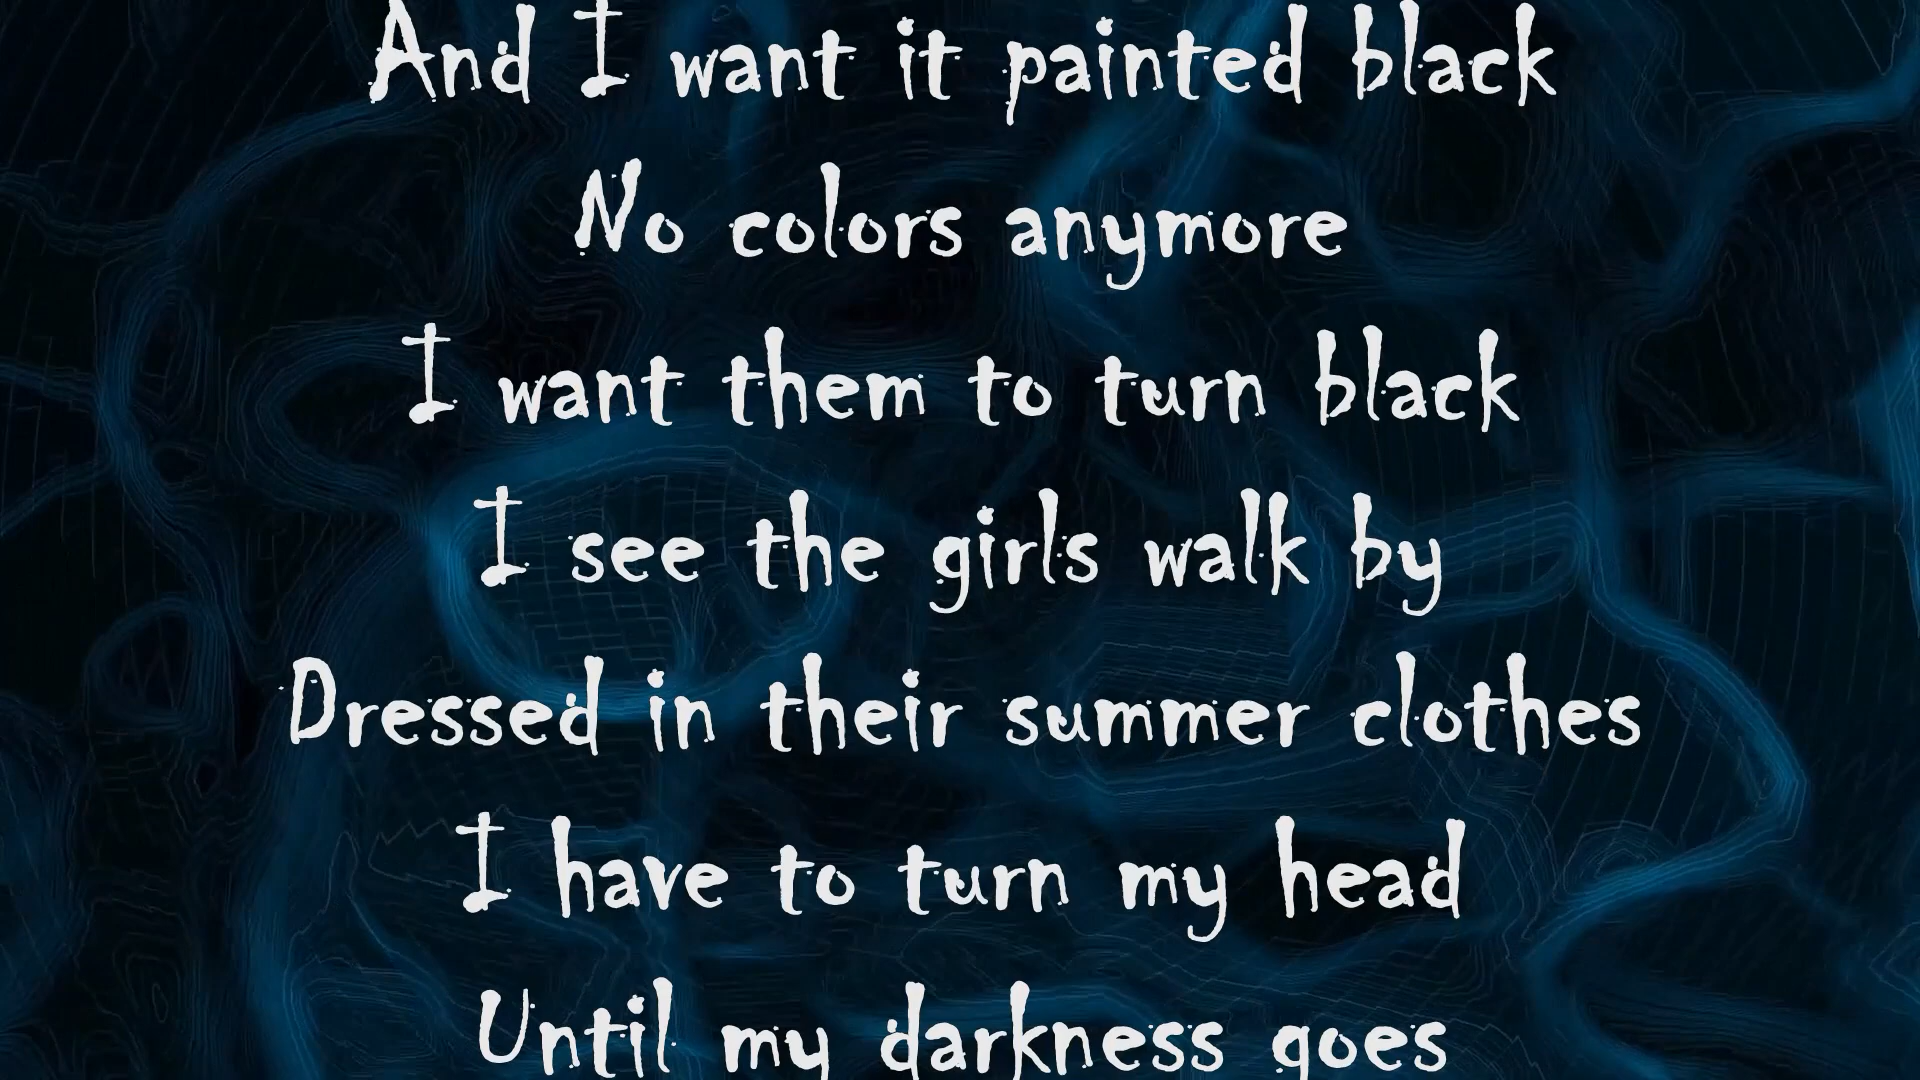 And I want it painted black
No colors anymore
I want them to turn black
I see the girls walk by
Dressed in their summer clothes
I have to turn my head
Until my darkness goes